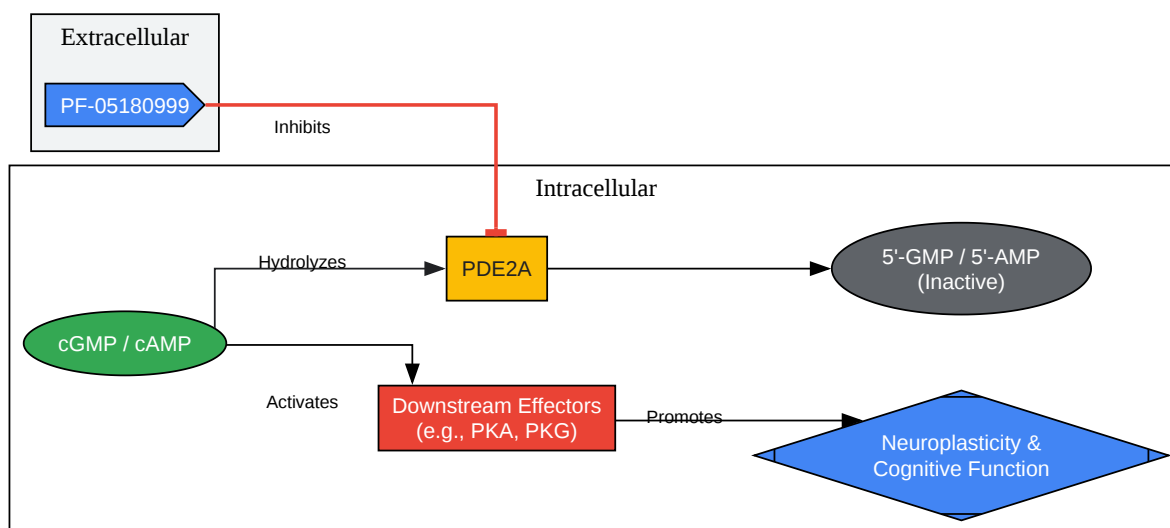 Extracellular
PF-05180999
Inhibits
Intracellular
Hydrolyzes
PDE2A
5'-GMP / 5'-AMP
(Inactive)
cGMP / cAMP
Activates
Downstream Effectors
(e.g., PKA, PKG)
Promotes
Neuroplasticity &
Cognitive Function